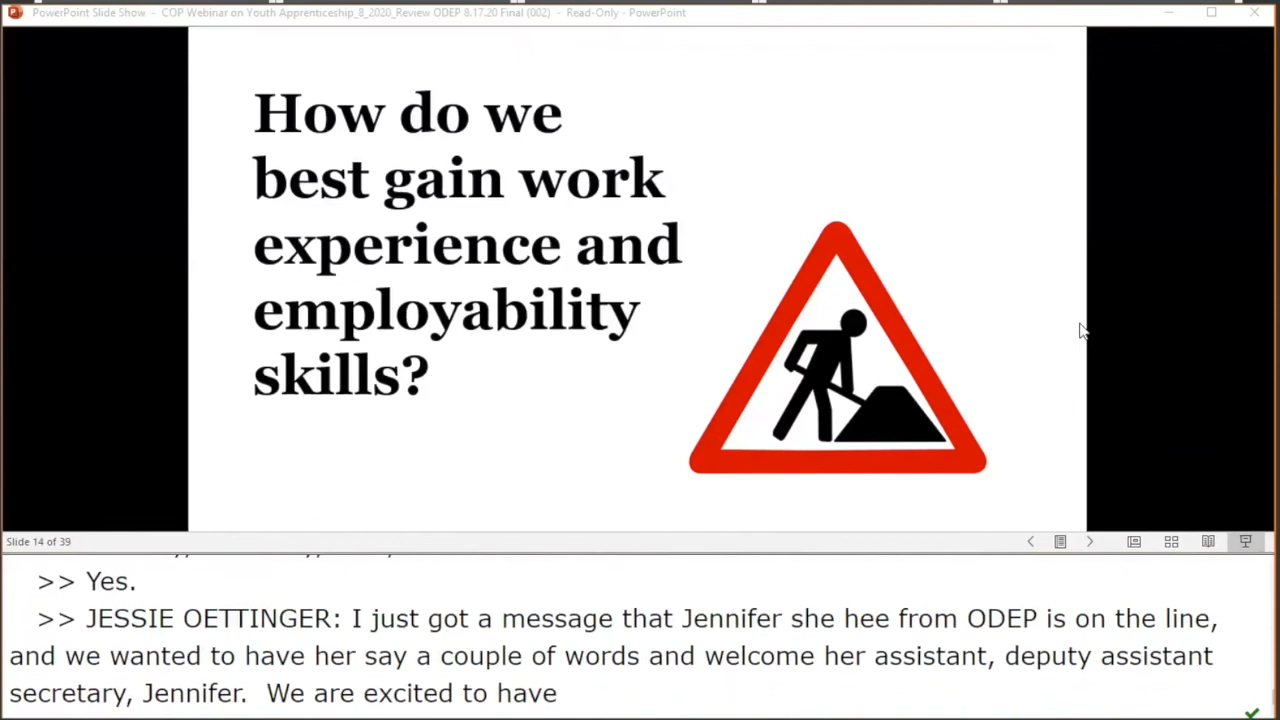 PowerPoint Slide Show - COP Webinar on Youth Apprenticeship_8_2020_Review ODEP 8.17.20 Final (002) - Read-Only - PowerPoint
How do we
best gain work
experience and
employability
skills?
Slide 14 of 39
>> Yes.
>> JESSIE OETTINGER: I just got a message that Jennifer she hee from ODEP is on the line,
and we wanted to have her say a couple of words and welcome her assistant, deputy assistant
secretary, Jennifer.  We are excited to have